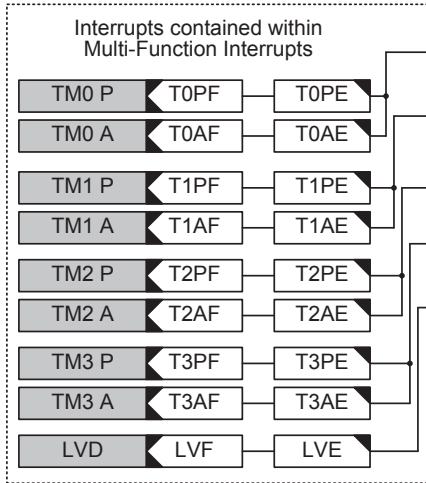 Interrupts contained within
Multi-Function Interrupts
TM0 P T0PF T0PE
TM0 A T0AF T0AE
TM1 P T1PF T1PE
TM1 A T1AF T1AE
TM2 P T2PF T2PE
TM2 A T2AF T2AE
TM3 P T3PF T3PE
TM3 A T3AF T3AE
LVD LVF LVE